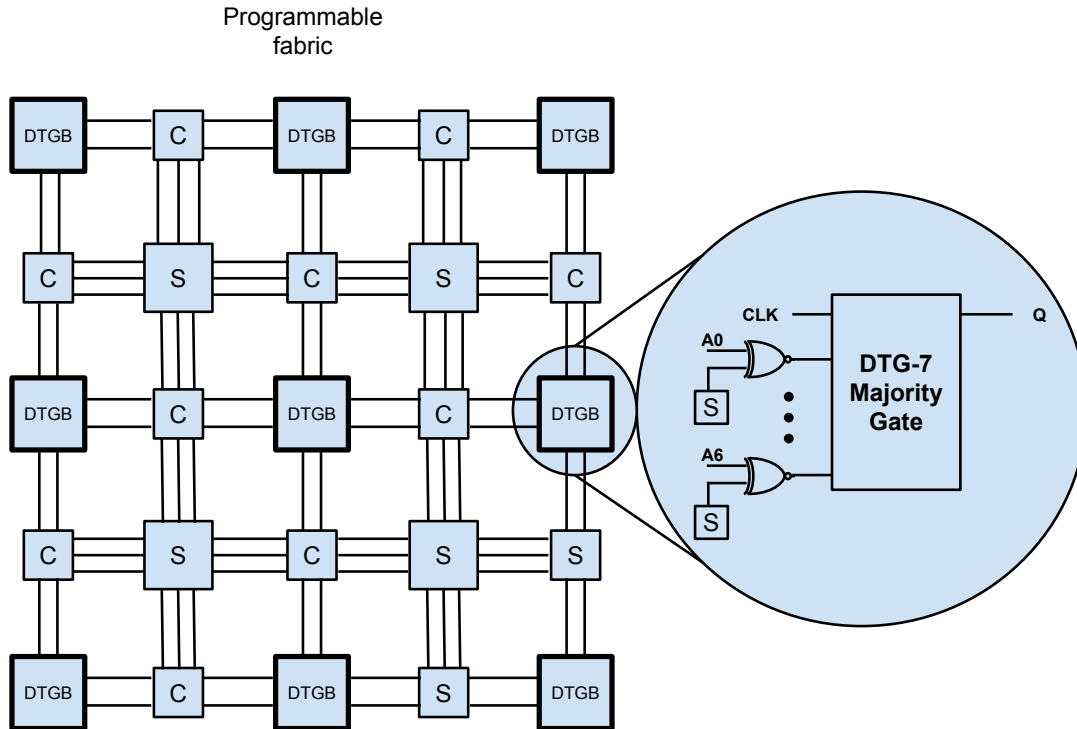 Programmable
fabric
DTGB C DTGB C DTGB
C S C S C
DTGB C DTGB C DTGB
C S C S S
DTGB C DTGB S DTGB
CLK
Q
A0
S
DTG-7
Majority
Gate
A6
S